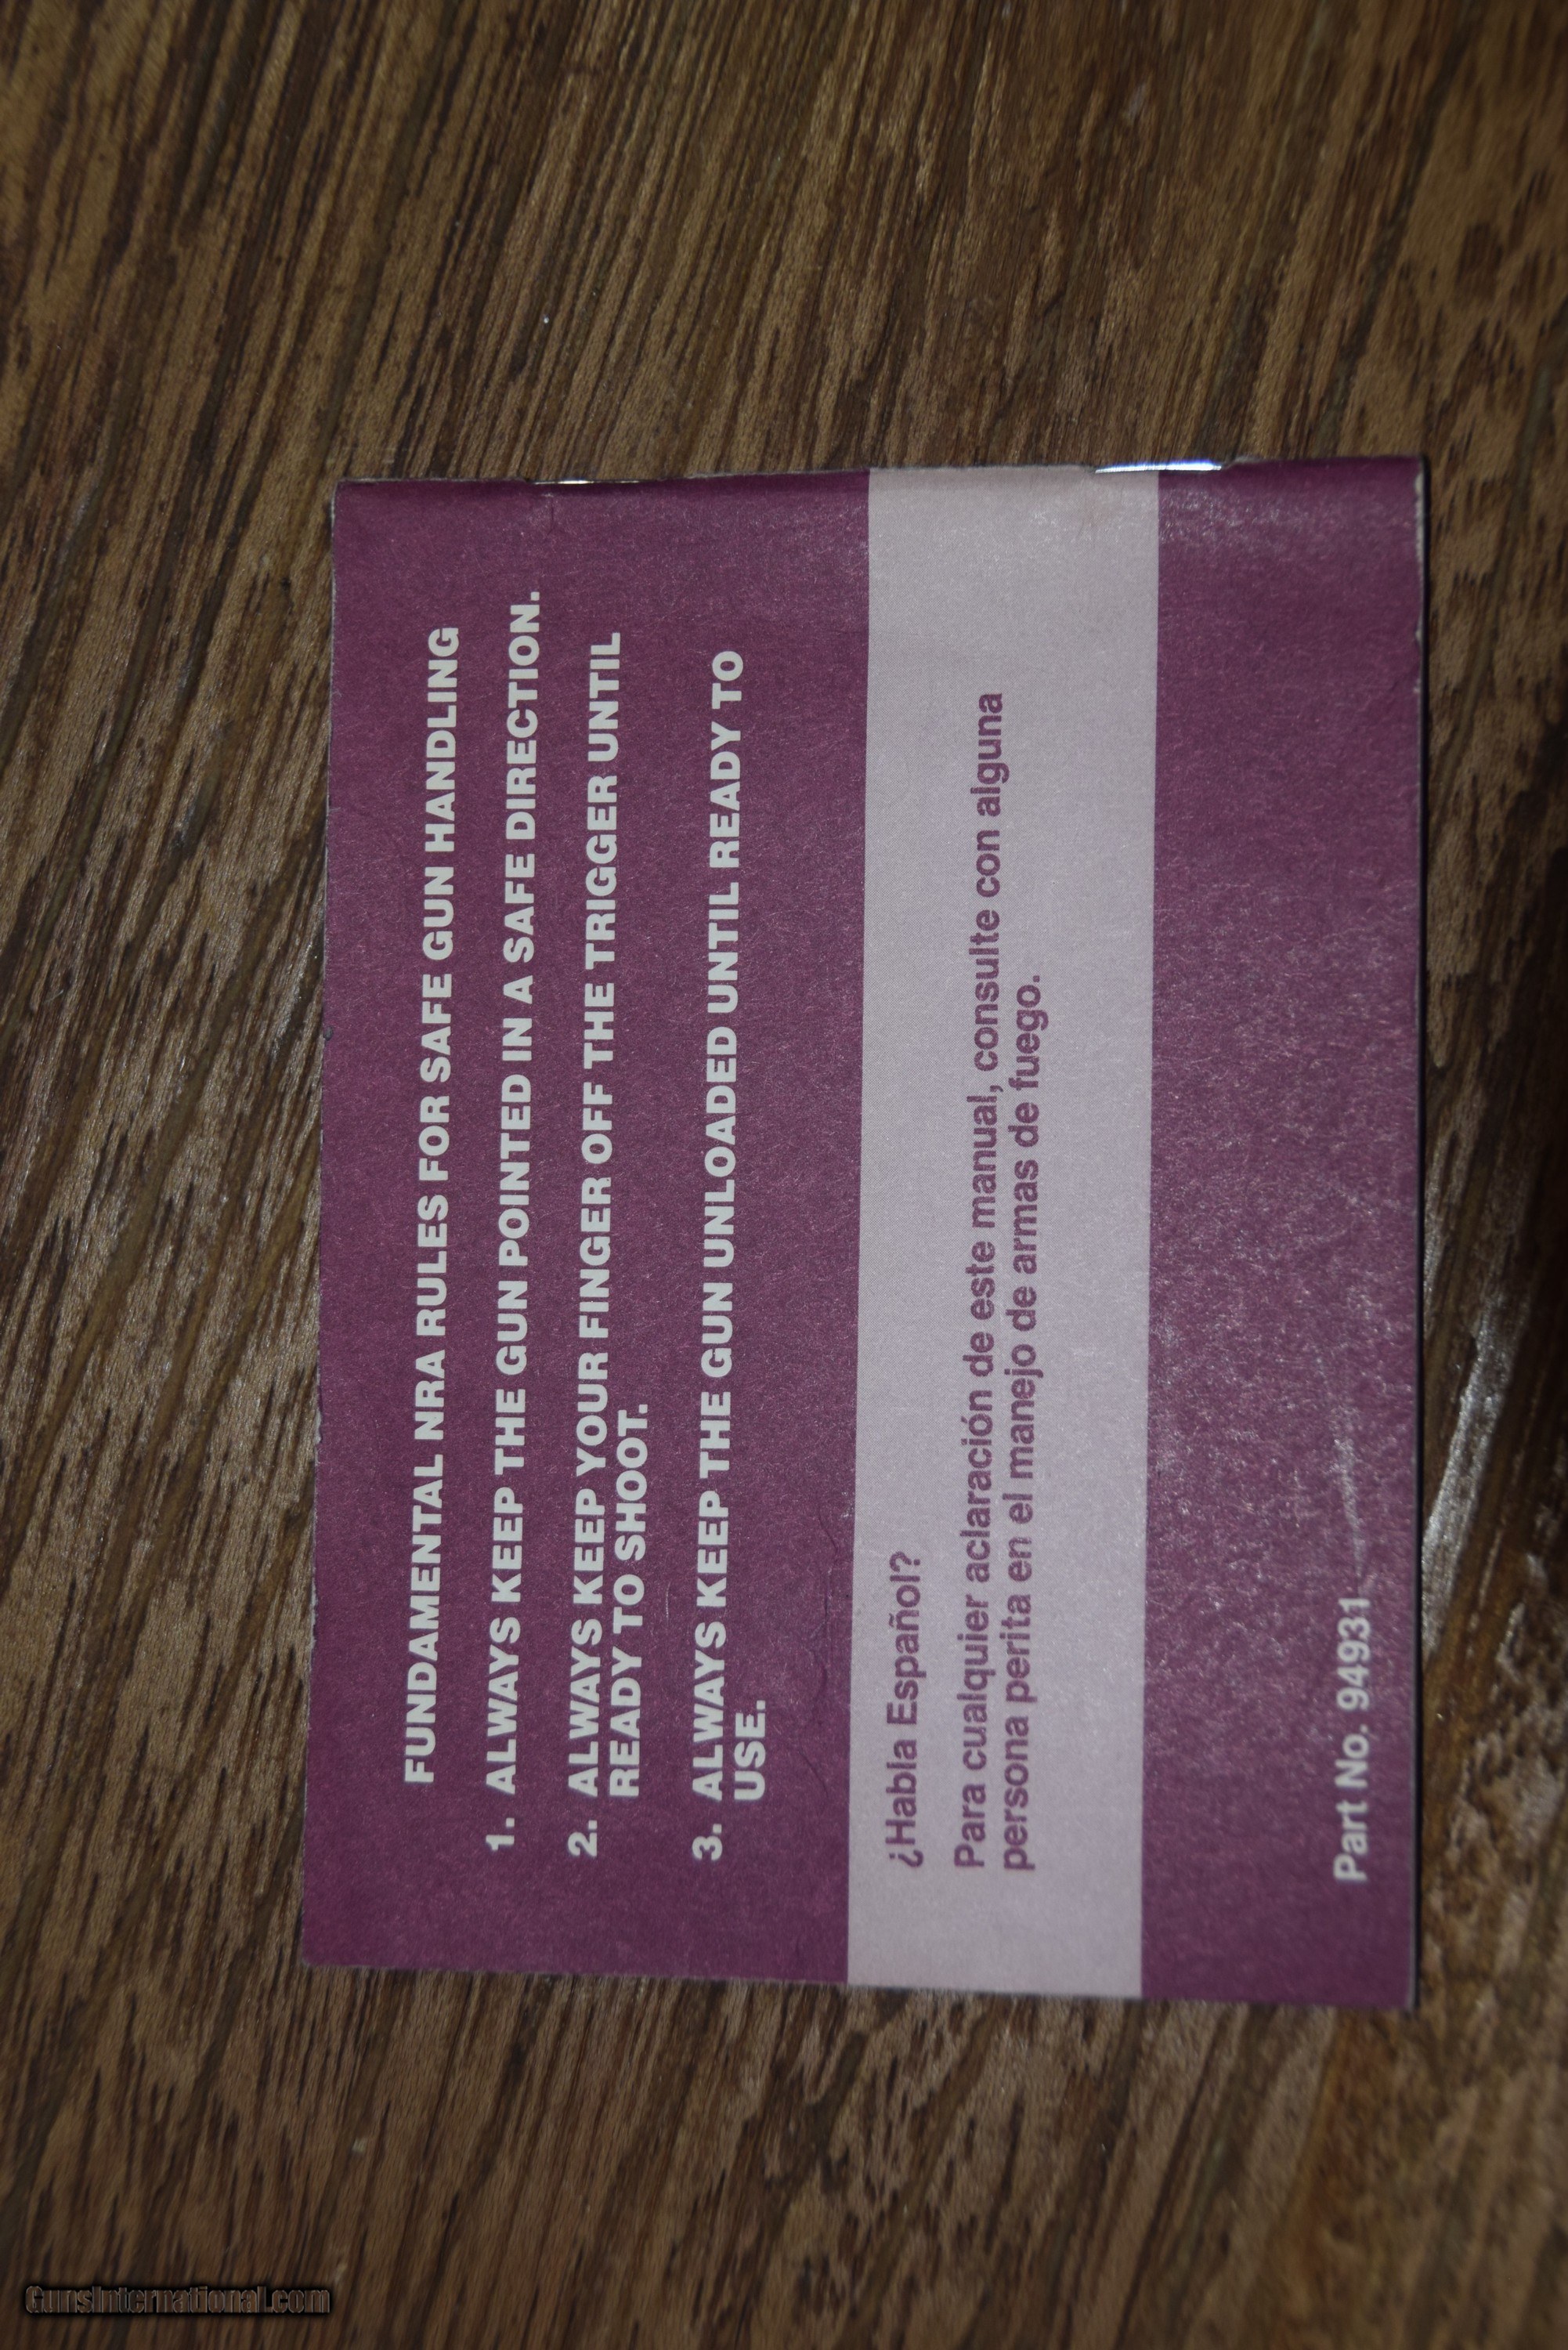 FUNDAMENTAL NRA RULES FOR SAFE GUN HANDLING
1. ALWAYS KEEP THE GUN POINTED IN A SAFE DIRECTION.
2. ALWAYS KEEP YOUR FINGER OFF THE TRIGGER UNTIL
READY TO SHOOT.
3. ALWAYS KEEP THE GUN UNLOADED UNTIL READY TO
USE.
¿Habla Español?
Para cualquier aclaración de este manual, consulte con alguna
persona perita en el manejo de armas de fuego.
Part No. 94931
GunsInternational.com